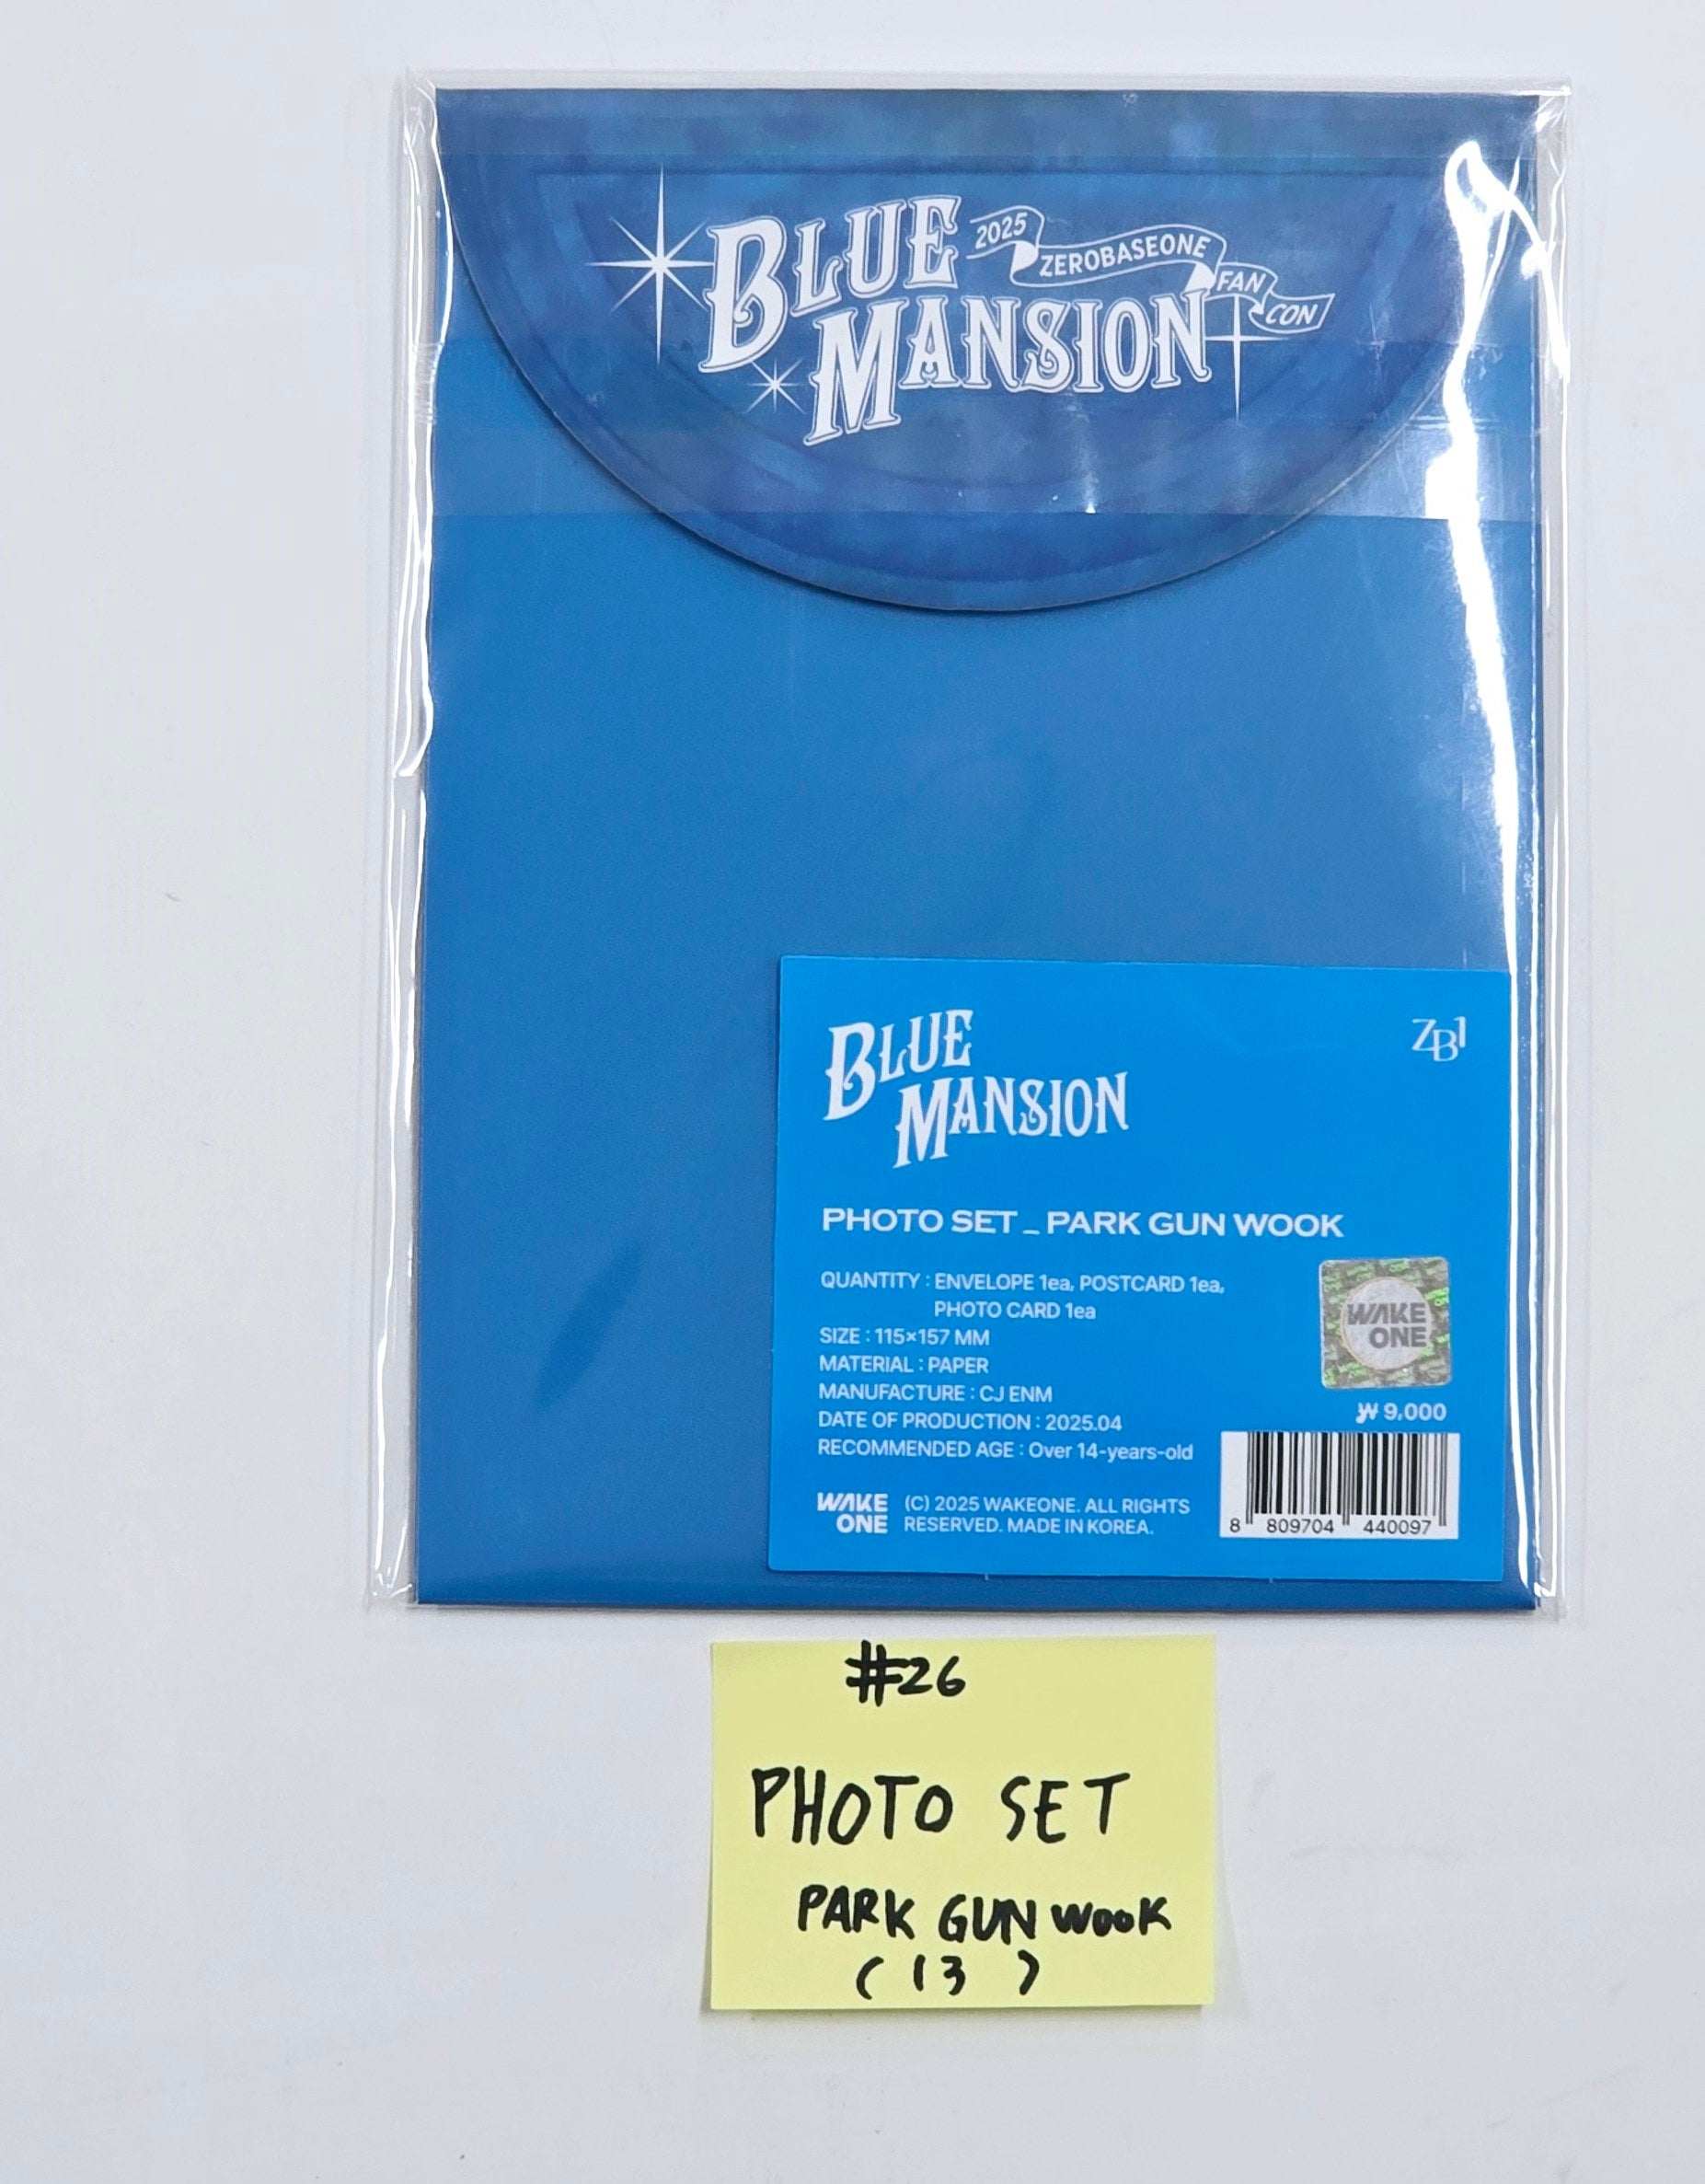 BLUE MANSION
2025 ZEROBASEONE FAN CON
BLUE
MANSION
ZB1
PHOTO SET _ PARK GUN WOOK
QUANTITY : ENVELOPE 1ea, POSTCARD 1ea,
PHOTO CARD 1ea
SIZE : 115×157 MM
MATERIAL : PAPER
MANUFACTURE : CJ ENM
DATE OF PRODUCTION : 2025.04
RECOMMENDED AGE : Over 14-years-old
WAKE
ONE
₩ 9,000
8 809704 440097
WAKE
ONE
(C) 2025 WAKEONE. ALL RIGHTS
RESERVED. MADE IN KOREA.
#26
PHOTO SET
PARK GUN WOOK
( 13 )